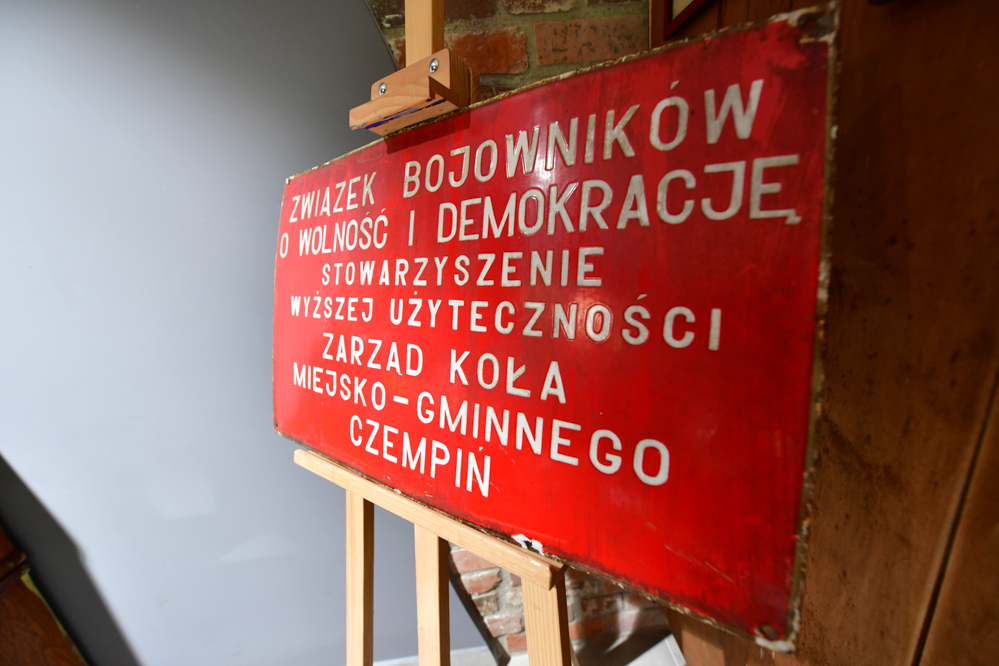 ZWIĄZEK BOJOWNIKÓW
O WOLNOŚĆ I DEMOKRACJĘ
STOWARZYSZENIE
WYŻSZEJ UŻYTECZNOŚCI
ZARZĄD KOŁA
MIEJSKO-GMINNEGO
CZEMPIŃ